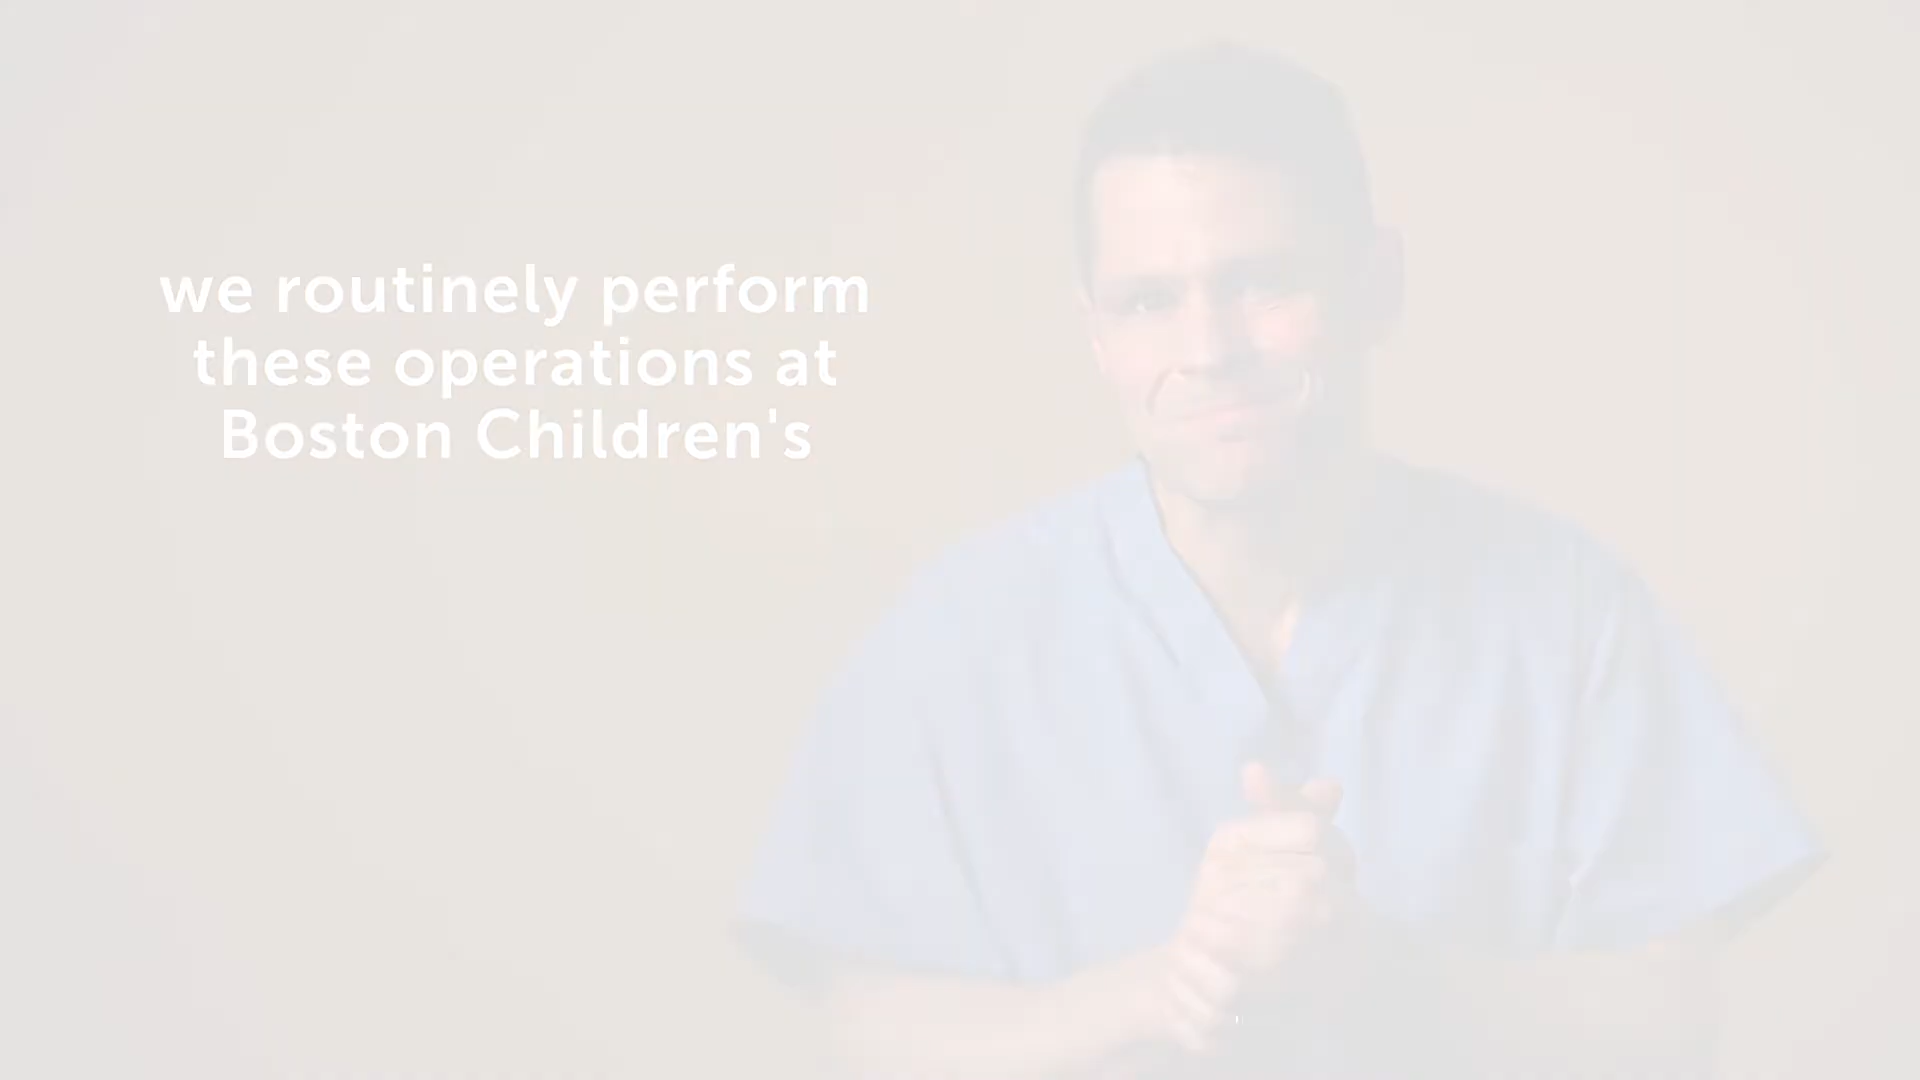 we routinely perform
these operations at
Boston Children's